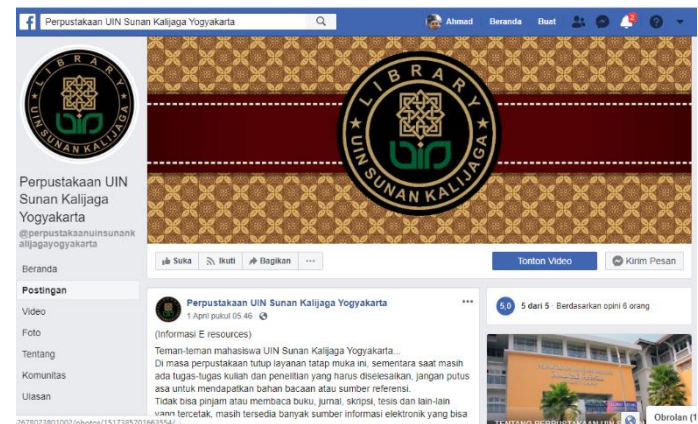 Perpustakaan UIN Sunan Kalijaga Yogyakarta
Ahmad Beranda Buat 2
LIBRARY
UIN SUNAN KALIJAGA
LIBRARY
UIN SUNAN KALIJAGA
Perpustakaan UIN
Sunan Kalijaga
Yogyakarta
@perpustakaanuinsunank
alijagayogyakarta
Beranda
Postingan
Video
Foto
Tentang
Komunitas
Ulasan
Suka Ikuti Bagikan ... Tonton Video Kirim Pesan
Perpustakaan UIN Sunan Kalijaga Yogyakarta ...
1 April pukul 05.46
(Informasi E resources)
Teman-teman mahasiswa UIN Sunan Kalijaga Yogyakarta...
Di masa perpustakaan tutup layanan tatap muka ini, sementara saat masih
ada tugas-tugas kuliah dan penelitian yang harus diselesaikan, jangan putus
asa untuk mendapatkan bahan bacaan atau sumber referensi.
Tidak bisa pinjam atau membaca buku, jurnal, skripsi, tesis dan lain-lain
yang tercetak, masih tersedia banyak sumber informasi elektronik yang bisa
5,0 5 dari 5 · Berdasarkan opini 6 orang
TENTANG PERPUSTAKAAN UIN
Obrolan (1